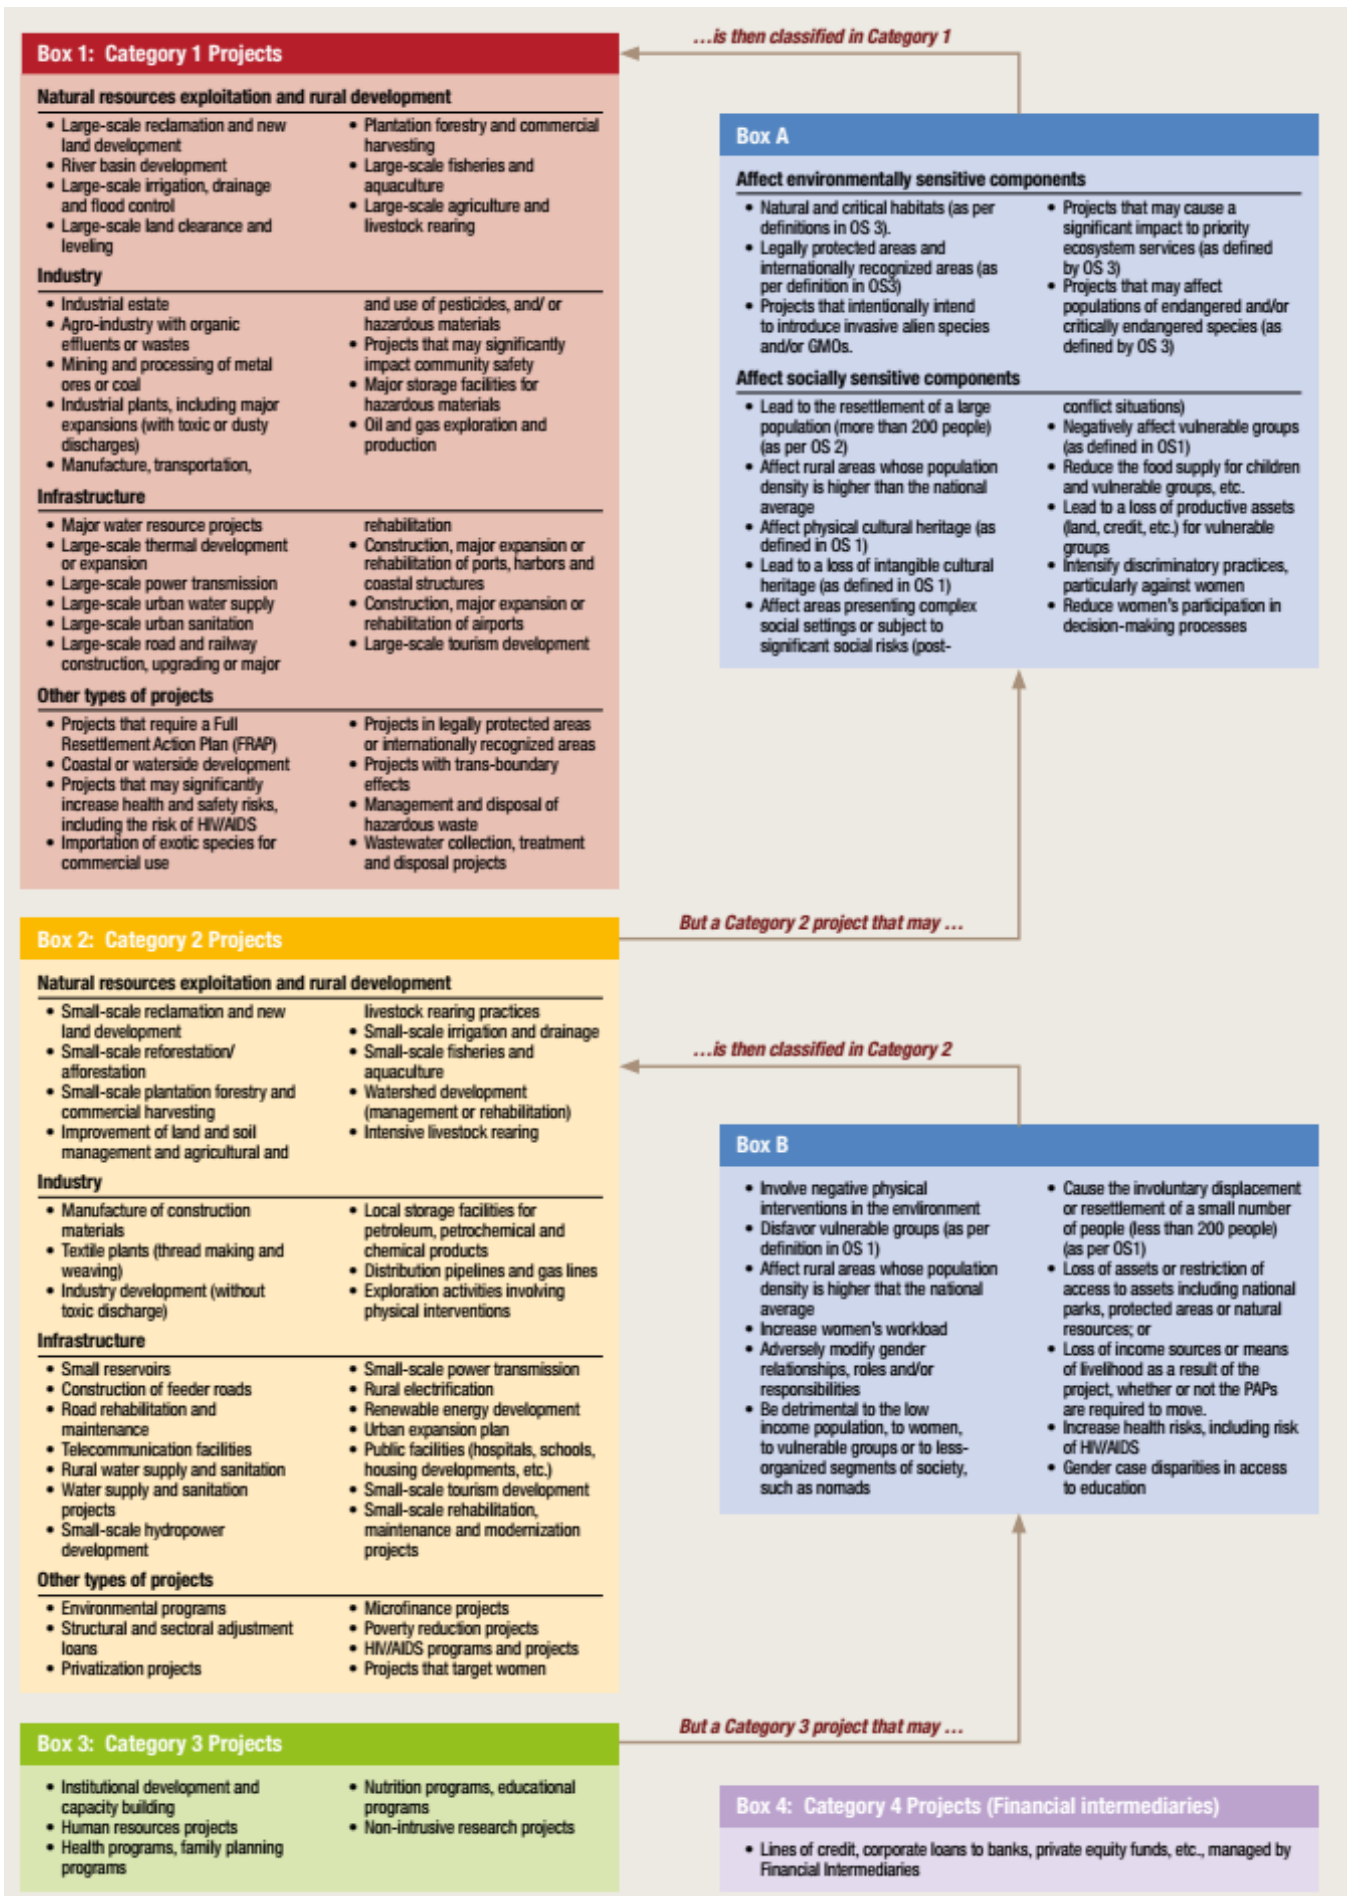 …is then classified in Category 1
Box 1: Category 1 Projects
Natural resources exploitation and rural development
• Large-scale reclamation and new
land development
• River basin development
• Large-scale irrigation, drainage
and flood control
• Large-scale land clearance and
leveling
• Plantation forestry and commercial
harvesting
• Large-scale fisheries and
aquaculture
• Large-scale agriculture and
livestock rearing
Industry
• Industrial estate
• Agro-industry with organic
effluents or wastes
• Mining and processing of metal
ores or coal
• Industrial plants, including major
expansions (with toxic or dusty
discharges)
• Manufacture, transportation,
and use of pesticides, and/ or
hazardous materials
• Projects that may significantly
impact community safety
• Major storage facilities for
hazardous materials
• Oil and gas exploration and
production
Infrastructure
• Major water resource projects
• Large-scale thermal development
or expansion
• Large-scale power transmission
• Large-scale urban water supply
• Large-scale urban sanitation
• Large-scale road and railway
construction, upgrading or major
rehabilitation
• Construction, major expansion or
rehabilitation of ports, harbors and
coastal structures
• Construction, major expansion or
rehabilitation of airports
• Large-scale tourism development
Other types of projects
• Projects that require a Full
Resettlement Action Plan (FRAP)
• Coastal or waterside development
• Projects that may significantly
increase health and safety risks,
including the risk of HIV/AIDS
• Importation of exotic species for
commercial use
• Projects in legally protected areas
or internationally recognized areas
• Projects with trans-boundary
effects
• Management and disposal of
hazardous waste
• Wastewater collection, treatment
and disposal projects
Box A
Affect environmentally sensitive components
• Natural and critical habitats (as per
definitions in OS 3).
• Legally protected areas and
internationally recognized areas (as
per definition in OS3)
• Projects that intentionally intend
to introduce invasive alien species
and/or GMOs.
• Projects that may cause a
significant impact to priority
ecosystem services (as defined
by OS 3)
• Projects that may affect
populations of endangered and/or
critically endangered species (as
defined by OS 3)
Affect socially sensitive components
• Lead to the resettlement of a large
population (more than 200 people)
(as per OS 2)
• Affect rural areas whose population
density is higher than the national
average
• Affect physical cultural heritage (as
defined in OS 1)
• Lead to a loss of intangible cultural
heritage (as defined in OS 1)
• Affect areas presenting complex
social settings or subject to
significant social risks (post-
conflict situations)
• Negatively affect vulnerable groups
(as defined in OS1)
• Reduce the food supply for children
and vulnerable groups, etc.
• Lead to a loss of productive assets
(land, credit, etc.) for vulnerable
groups
• Intensify discriminatory practices,
particularly against women
• Reduce women's participation in
decision-making processes
But a Category 2 project that may …
Box 2: Category 2 Projects
Natural resources exploitation and rural development
• Small-scale reclamation and new
land development
• Small-scale reforestation/
afforestation
• Small-scale plantation forestry and
commercial harvesting
• Improvement of land and soil
management and agricultural and
livestock rearing practices
• Small-scale irrigation and drainage
• Small-scale fisheries and
aquaculture
• Watershed development
(management or rehabilitation)
• Intensive livestock rearing
Industry
• Manufacture of construction
materials
• Textile plants (thread making and
weaving)
• Industry development (without
toxic discharge)
• Local storage facilities for
petroleum, petrochemical and
chemical products
• Distribution pipelines and gas lines
• Exploration activities involving
physical interventions
Infrastructure
• Small reservoirs
• Construction of feeder roads
• Road rehabilitation and
maintenance
• Telecommunication facilities
• Rural water supply and sanitation
• Water supply and sanitation
projects
• Small-scale hydropower
development
• Small-scale power transmission
• Rural electrification
• Renewable energy development
• Urban expansion plan
• Public facilities (hospitals, schools,
housing developments, etc.)
• Small-scale tourism development
• Small-scale rehabilitation,
maintenance and modernization
projects
Other types of projects
• Environmental programs
• Structural and sectoral adjustment
loans
• Privatization projects
• Microfinance projects
• Poverty reduction projects
• HIV/AIDS programs and projects
• Projects that target women
…is then classified in Category 2
Box B
• Involve negative physical
interventions in the environment
• Disfavor vulnerable groups (as per
definition in OS 1)
• Affect rural areas whose population
density is higher that the national
average
• Increase women's workload
• Adversely modify gender
relationships, roles and/or
responsibilities
• Be detrimental to the low
income population, to women,
to vulnerable groups or to less-
organized segments of society,
such as nomads
• Cause the involuntary displacement
or resettlement of a small number
of people (less than 200 people)
(as per OS1)
• Loss of assets or restriction of
access to assets including national
parks, protected areas or natural
resources; or
• Loss of income sources or means
of livelihood as a result of the
project, whether or not the PAPs
are required to move.
• Increase health risks, including risk
of HIV/AIDS
• Gender case disparities in access
to education
But a Category 3 project that may …
Box 3: Category 3 Projects
• Institutional development and
capacity building
• Human resources projects
• Health programs, family planning
programs
• Nutrition programs, educational
programs
• Non-intrusive research projects
Box 4: Category 4 Projects (Financial intermediaries)
• Lines of credit, corporate loans to banks, private equity funds, etc., managed by
Financial Intermediaries